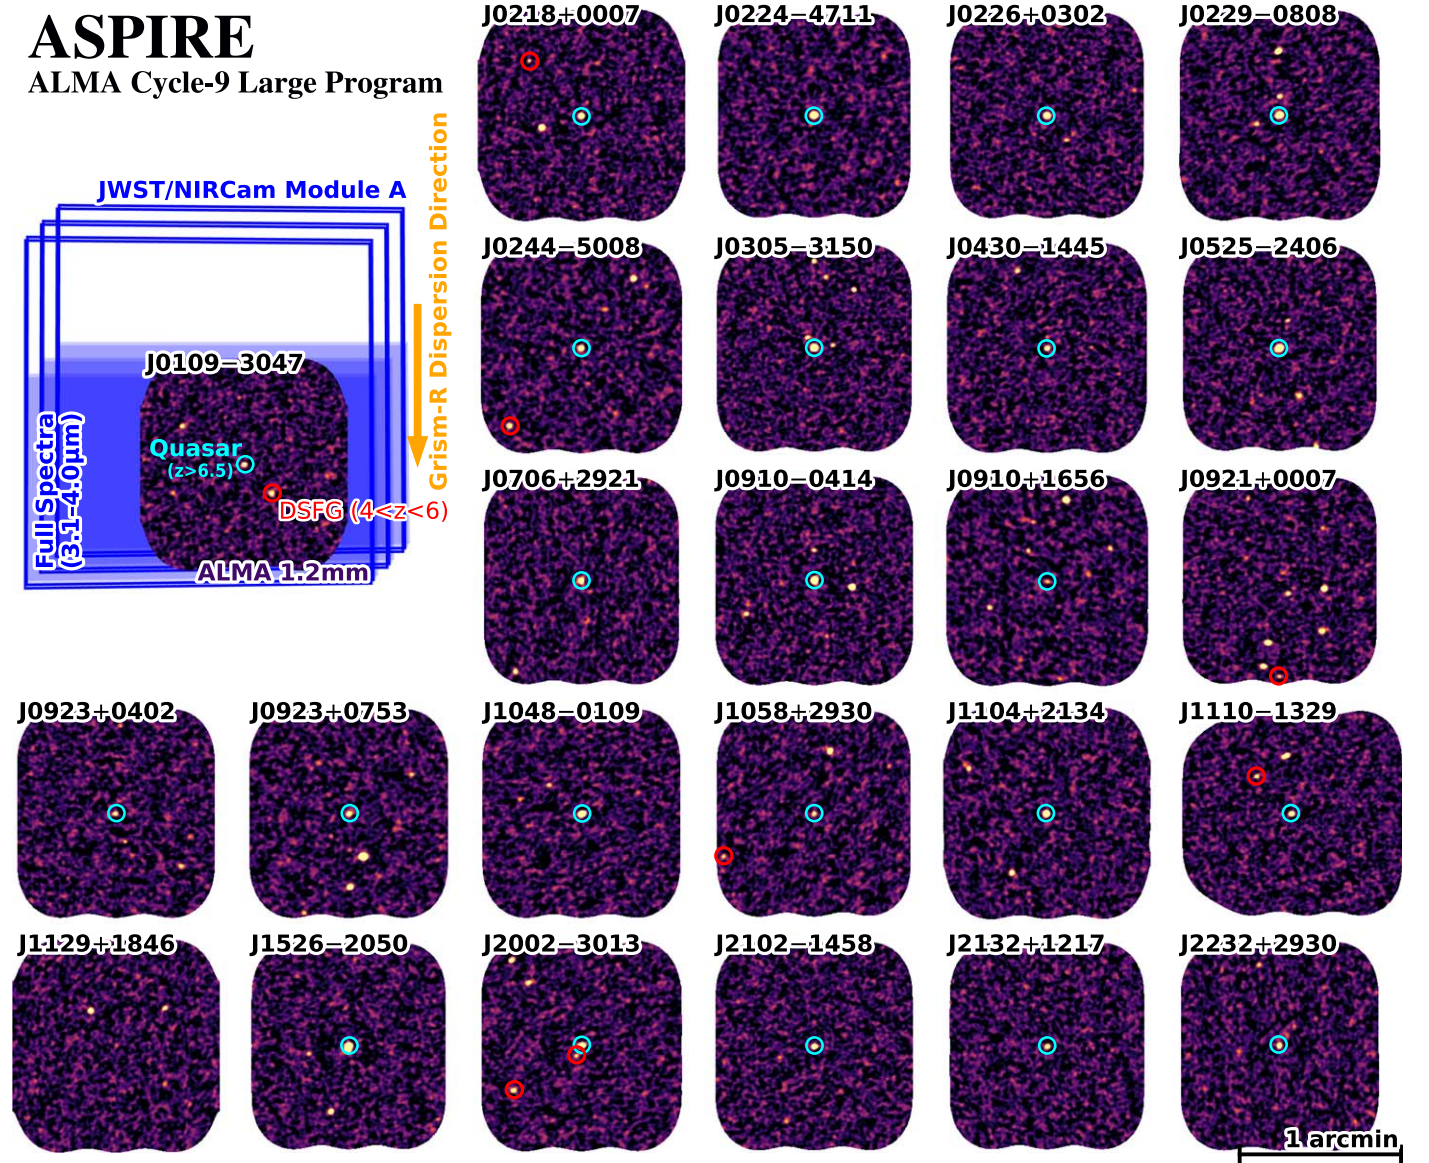 ASPIRE
ALMA Cycle-9 Large Program
JWST/NIRCam Module A
Grism-R Dispersion Direction
J0109−3047
Quasar
(z>6.5)
DSFG (4<z<6)
Full Spectra
(3.1-4.0μm)
ALMA 1.2mm
J0218+0007
J0224−4711
J0226+0302
J0229−0808
J0244−5008
J0305−3150
J0430−1445
J0525−2406
J0706+2921
J0910−0414
J0910+1656
J0921+0007
J0923+0402
J0923+0753
J1048−0109
J1058+2930
J1104+2134
J1110−1329
J1129+1846
J1526−2050
J2002−3013
J2102−1458
J2132+1217
J2232+2930
1 arcmin